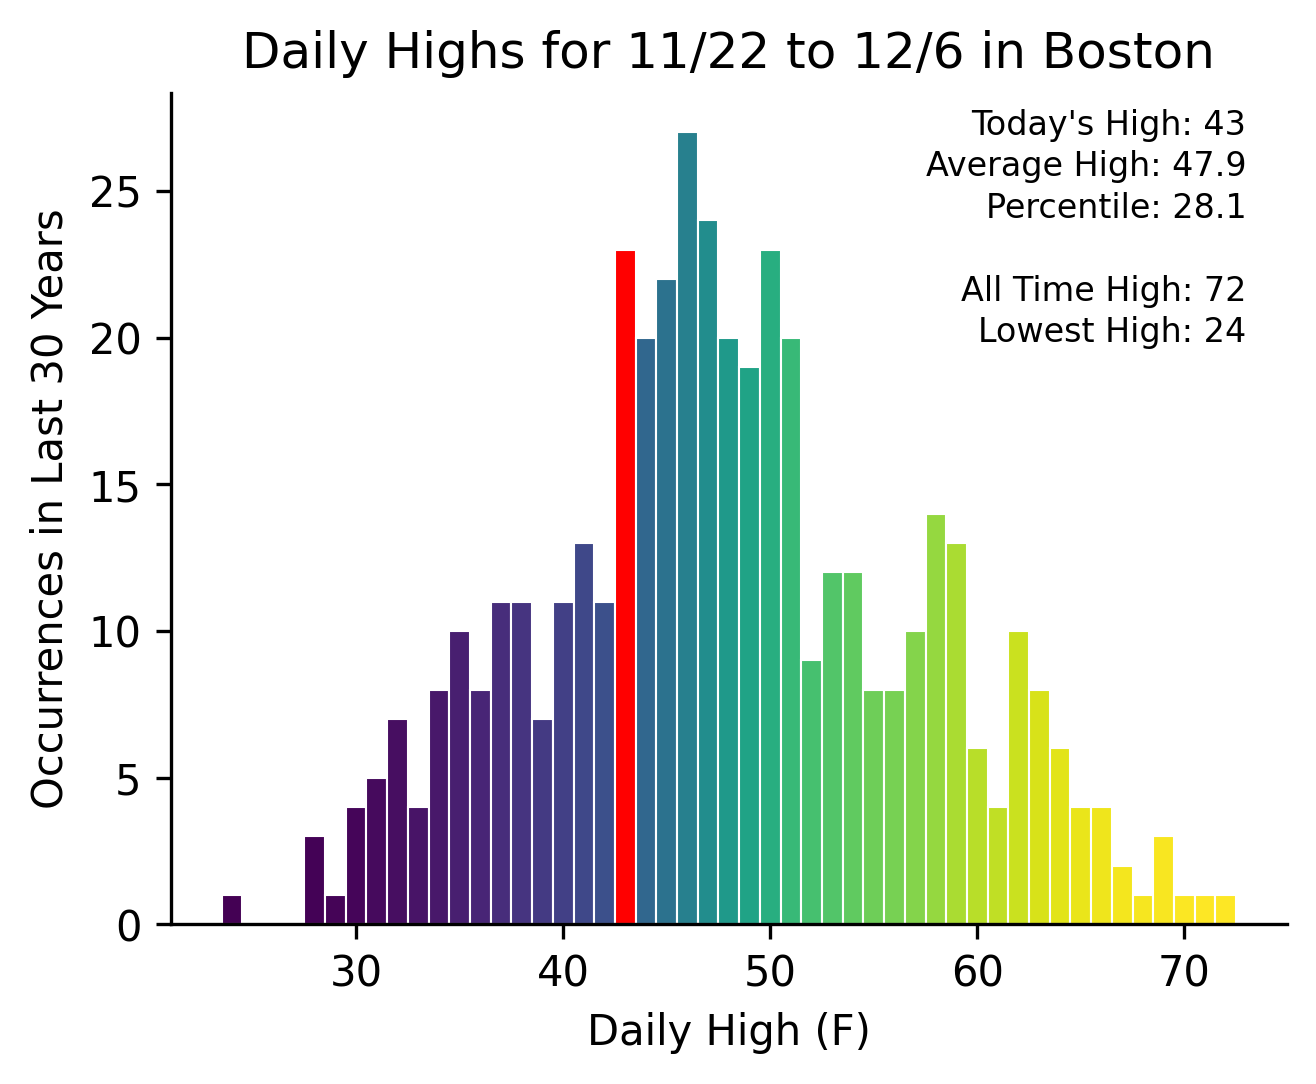 Daily Highs for 11/22 to 12/6 in Boston
Today's High: 43
Average High: 47.9
Percentile: 28.1
All Time High: 72
Lowest High: 24
Occurrences in Last 30 Years
25
20
15
10
5
0
30 40 50 60 70
Daily High (F)